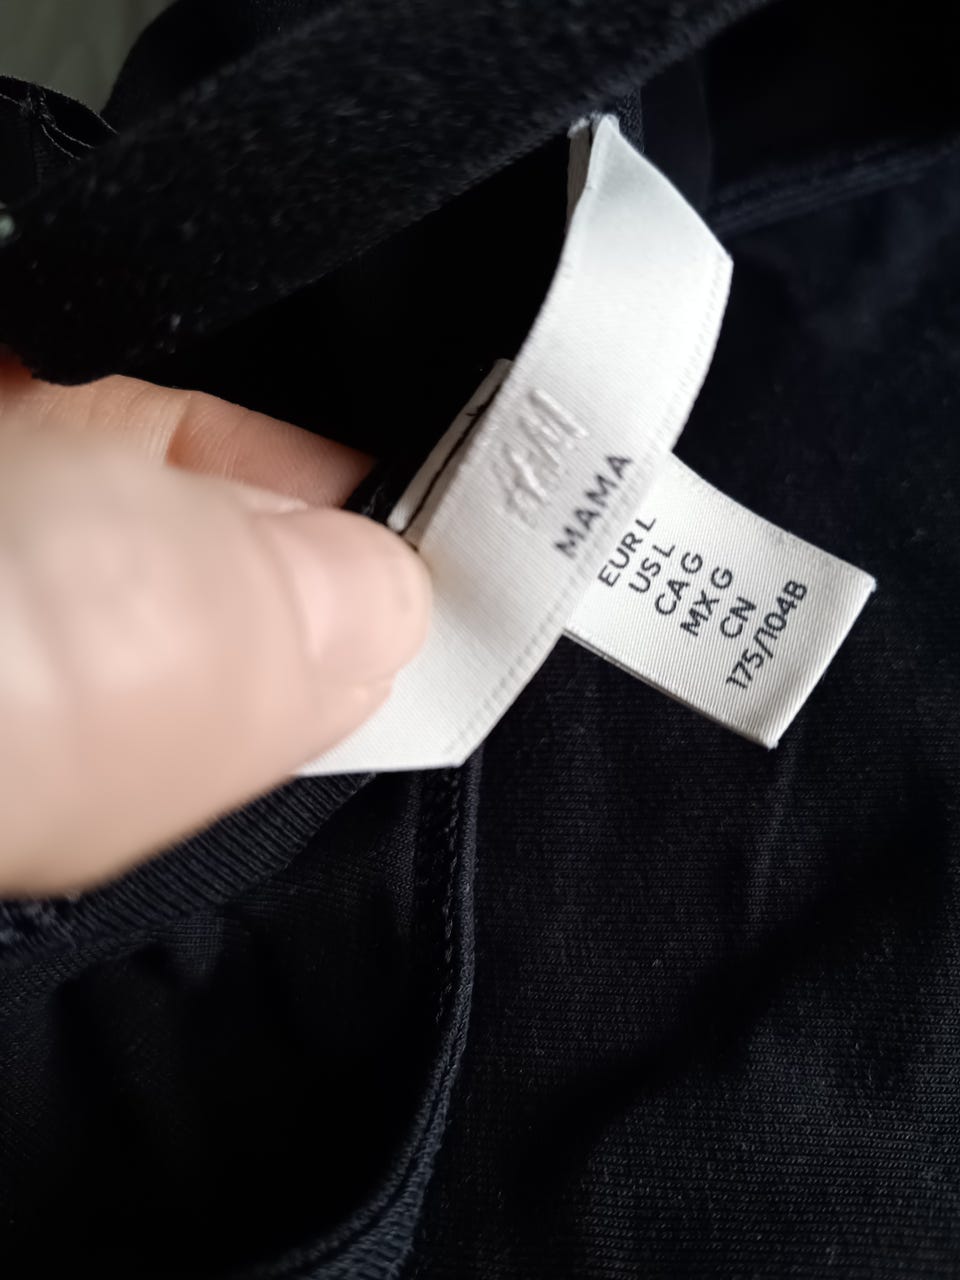 H&M
MAMA
EUR L
US L
CA G
MX G
CN
175/104B